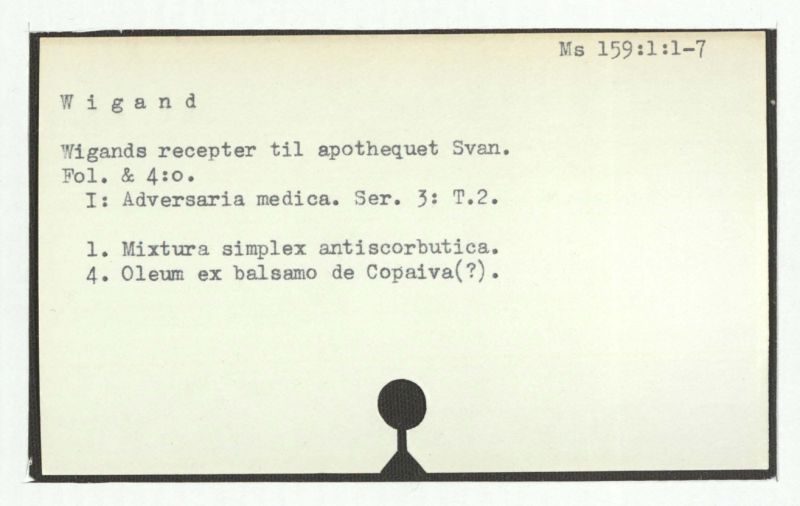 Ms 159:1:1-7
W i g a n d
Wigands recepter til apothequet Svan.
Fol. & 4:o.
I: Adversaria medica. Ser. 3: T.2.
1. Mixtura simplex antiscorbutica.
4. Oleum ex balsamo de Copaiva(?).